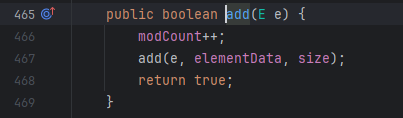 465 public boolean add(E e) {
466 modCount++;
467 add(e, elementData, size);
468 return true;
469 }